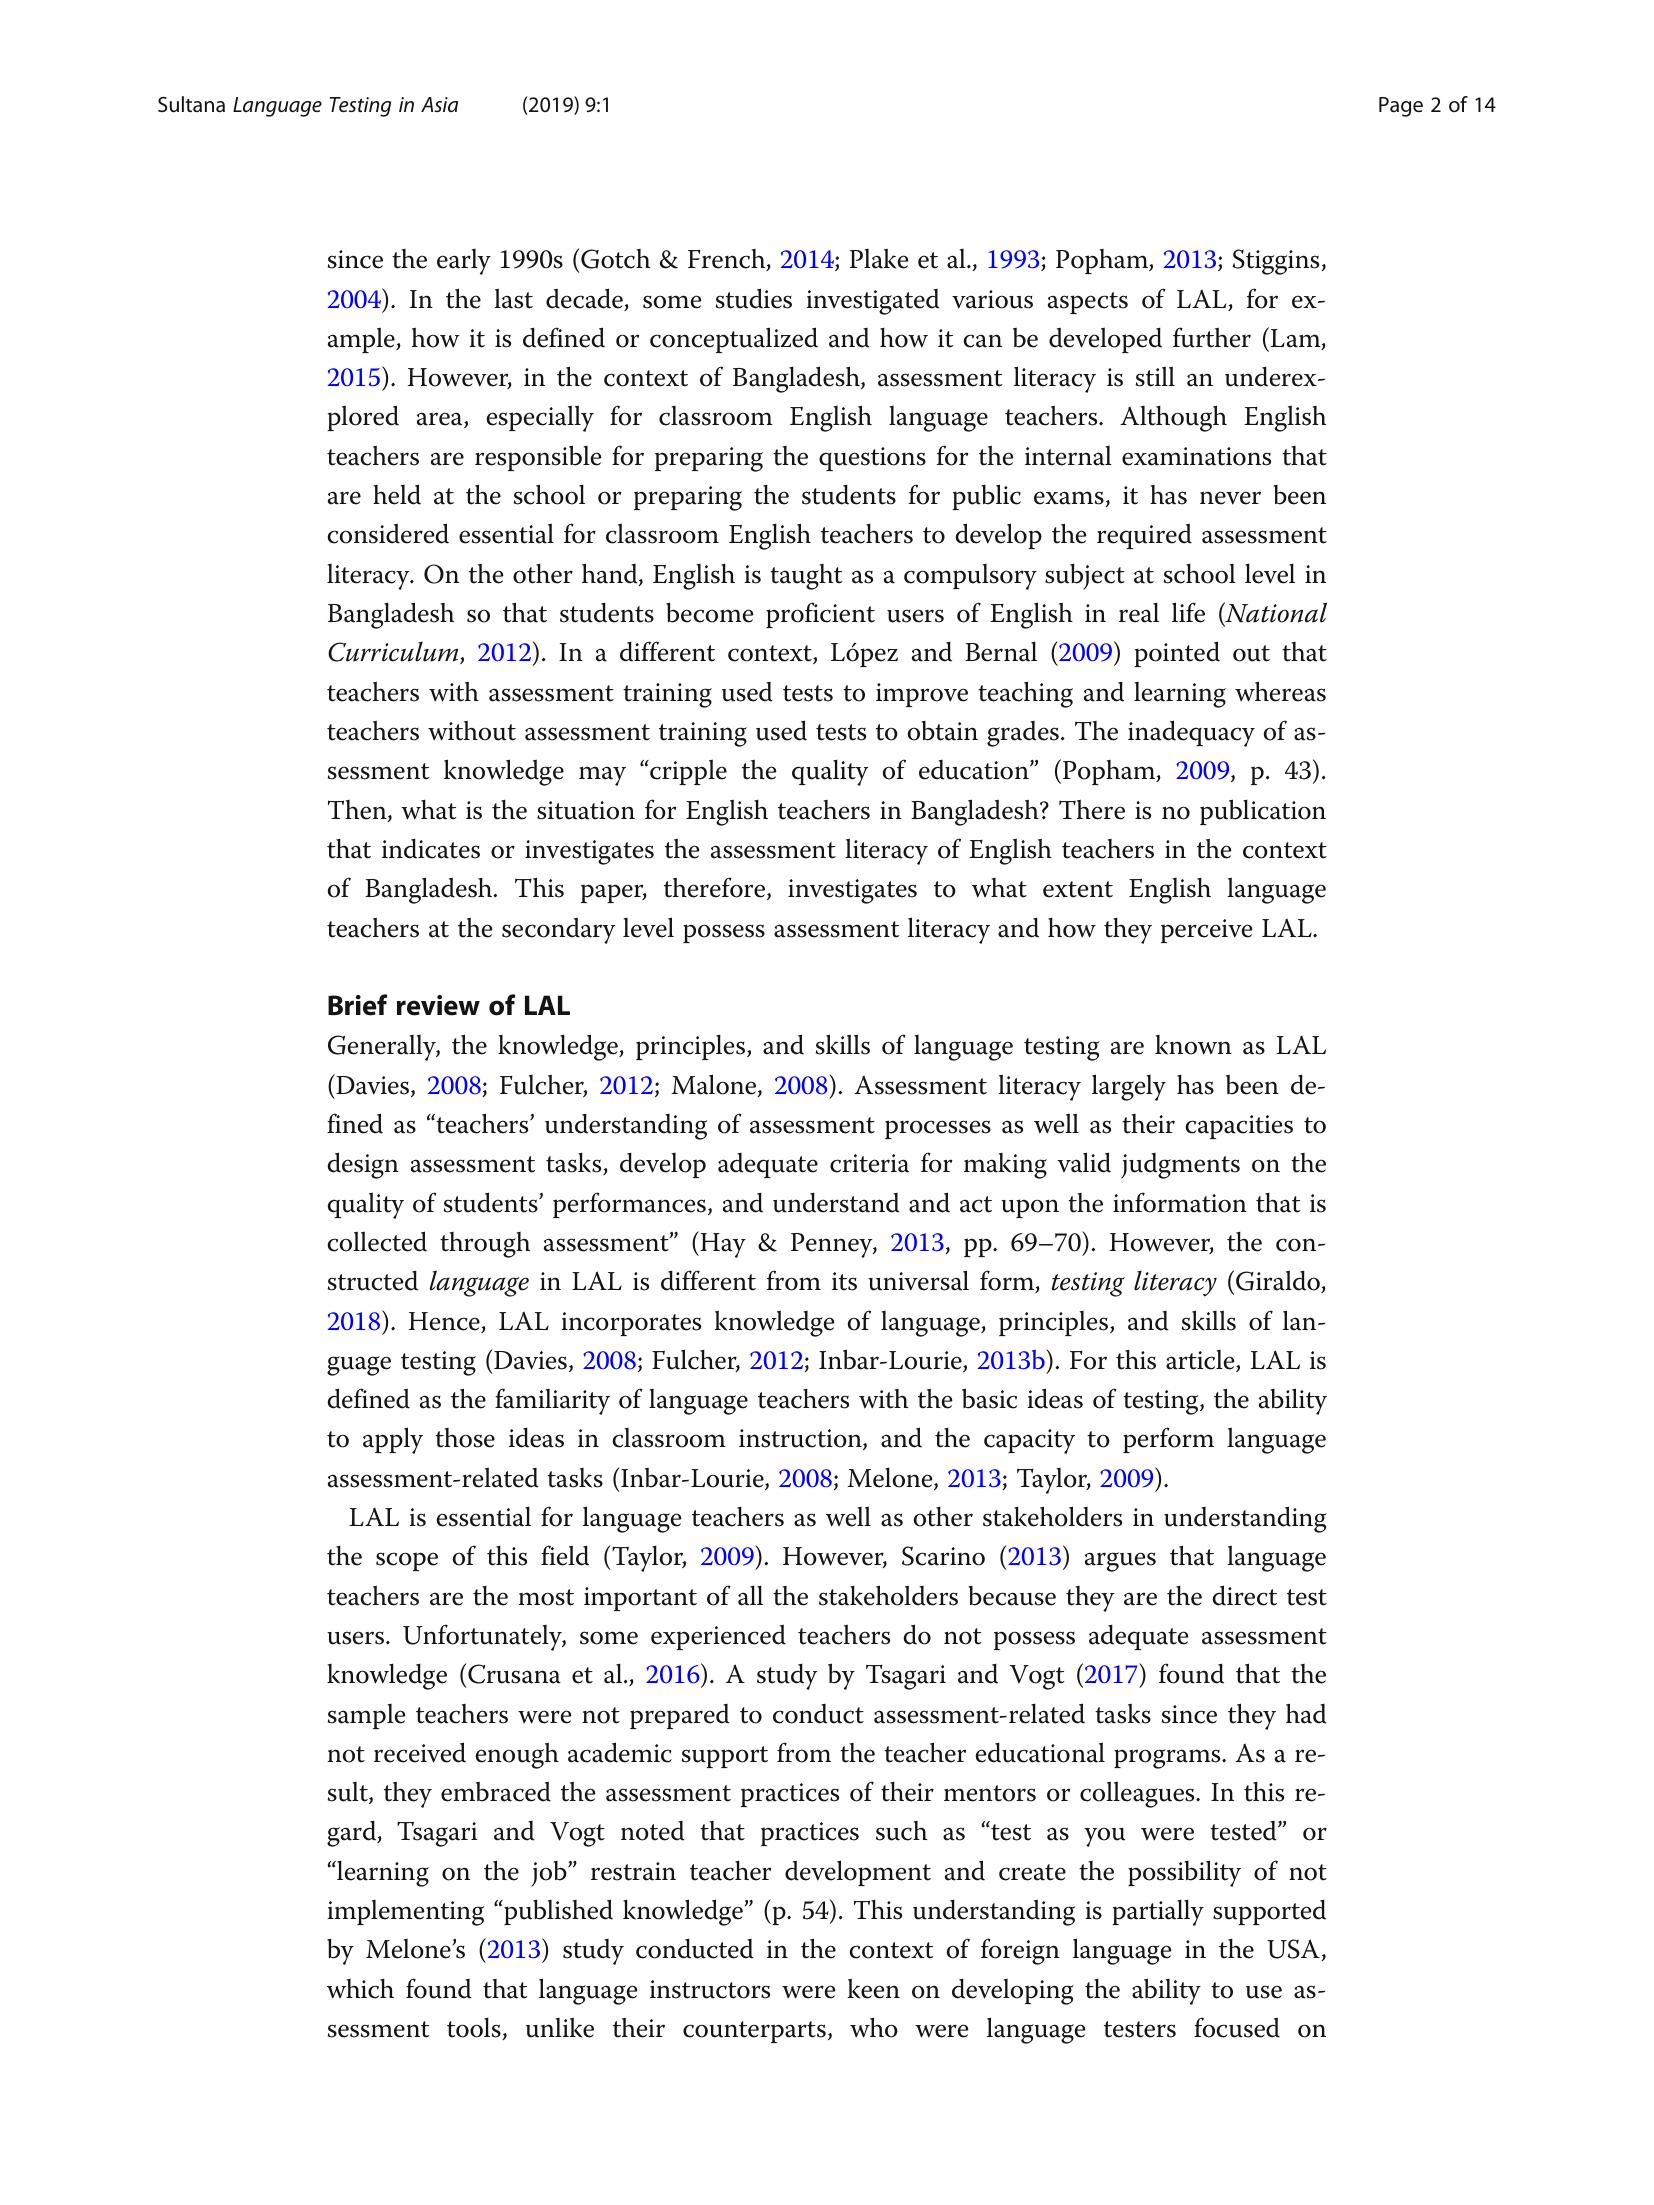 Sultana Language Testing in Asia (2019) 9:1 Page 2 of 14
since the early 1990s (Gotch & French, 2014; Plake et al., 1993; Popham, 2013; Stiggins,
2004). In the last decade, some studies investigated various aspects of LAL, for ex-
ample, how it is defined or conceptualized and how it can be developed further (Lam,
2015). However, in the context of Bangladesh, assessment literacy is still an underex-
plored area, especially for classroom English language teachers. Although English
teachers are responsible for preparing the questions for the internal examinations that
are held at the school or preparing the students for public exams, it has never been
considered essential for classroom English teachers to develop the required assessment
literacy. On the other hand, English is taught as a compulsory subject at school level in
Bangladesh so that students become proficient users of English in real life (National
Curriculum, 2012). In a different context, López and Bernal (2009) pointed out that
teachers with assessment training used tests to improve teaching and learning whereas
teachers without assessment training used tests to obtain grades. The inadequacy of as-
sessment knowledge may “cripple the quality of education” (Popham, 2009, p. 43).
Then, what is the situation for English teachers in Bangladesh? There is no publication
that indicates or investigates the assessment literacy of English teachers in the context
of Bangladesh. This paper, therefore, investigates to what extent English language
teachers at the secondary level possess assessment literacy and how they perceive LAL.
Brief review of LAL
Generally, the knowledge, principles, and skills of language testing are known as LAL
(Davies, 2008; Fulcher, 2012; Malone, 2008). Assessment literacy largely has been de-
fined as “teachers’ understanding of assessment processes as well as their capacities to
design assessment tasks, develop adequate criteria for making valid judgments on the
quality of students’ performances, and understand and act upon the information that is
collected through assessment” (Hay & Penney, 2013, pp. 69–70). However, the con-
structed language in LAL is different from its universal form, testing literacy (Giraldo,
2018). Hence, LAL incorporates knowledge of language, principles, and skills of lan-
guage testing (Davies, 2008; Fulcher, 2012; Inbar-Lourie, 2013b). For this article, LAL is
defined as the familiarity of language teachers with the basic ideas of testing, the ability
to apply those ideas in classroom instruction, and the capacity to perform language
assessment-related tasks (Inbar-Lourie, 2008; Melone, 2013; Taylor, 2009).
LAL is essential for language teachers as well as other stakeholders in understanding
the scope of this field (Taylor, 2009). However, Scarino (2013) argues that language
teachers are the most important of all the stakeholders because they are the direct test
users. Unfortunately, some experienced teachers do not possess adequate assessment
knowledge (Crusana et al., 2016). A study by Tsagari and Vogt (2017) found that the
sample teachers were not prepared to conduct assessment-related tasks since they had
not received enough academic support from the teacher educational programs. As a re-
sult, they embraced the assessment practices of their mentors or colleagues. In this re-
gard, Tsagari and Vogt noted that practices such as “test as you were tested” or
“learning on the job” restrain teacher development and create the possibility of not
implementing “published knowledge” (p. 54). This understanding is partially supported
by Melone’s (2013) study conducted in the context of foreign language in the USA,
which found that language instructors were keen on developing the ability to use as-
sessment tools, unlike their counterparts, who were language testers focused on